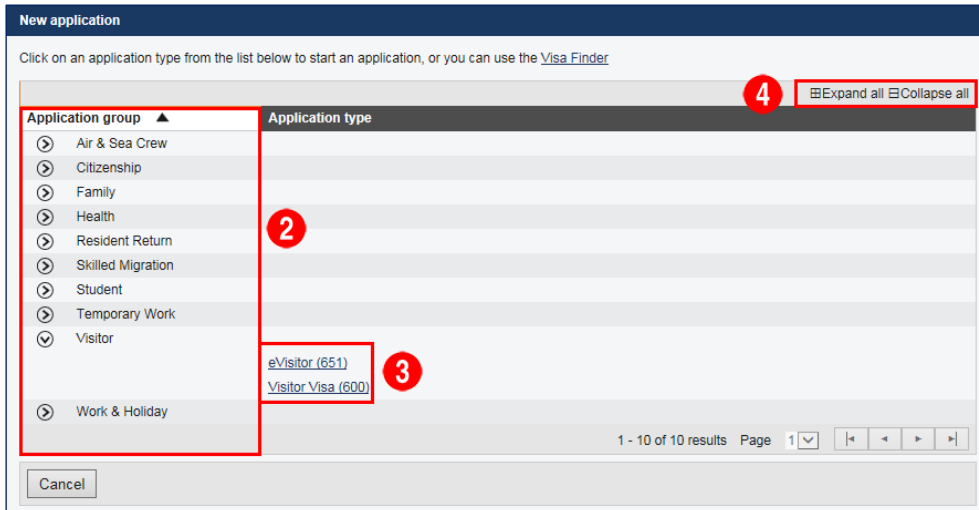 New application
Click on an application type from the list below to start an application, or you can use the Visa Finder
4 Expand all Collapse all
Application group ▲ Application type
Air & Sea Crew
Citizenship
Family
Health
2
Resident Return
Skilled Migration
Student
Temporary Work
Visitor
eVisitor (651)
3
Visitor Visa (600)
Work & Holiday
1 - 10 of 10 results Page 1
Cancel